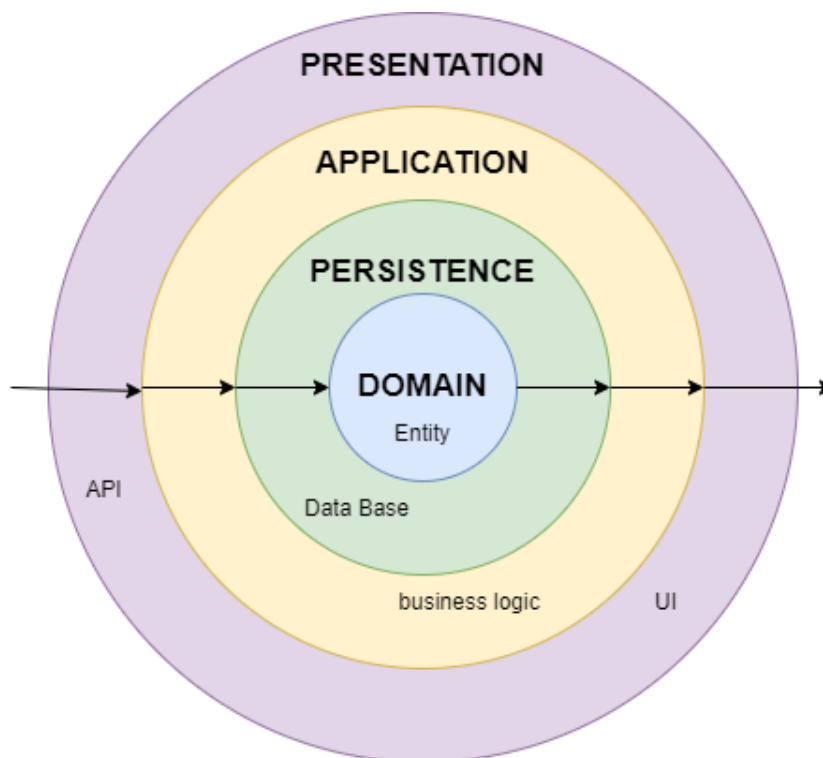 PRESENTATION
APPLICATION
PERSISTENCE
DOMAIN
Entity
API
Data Base
business logic
UI